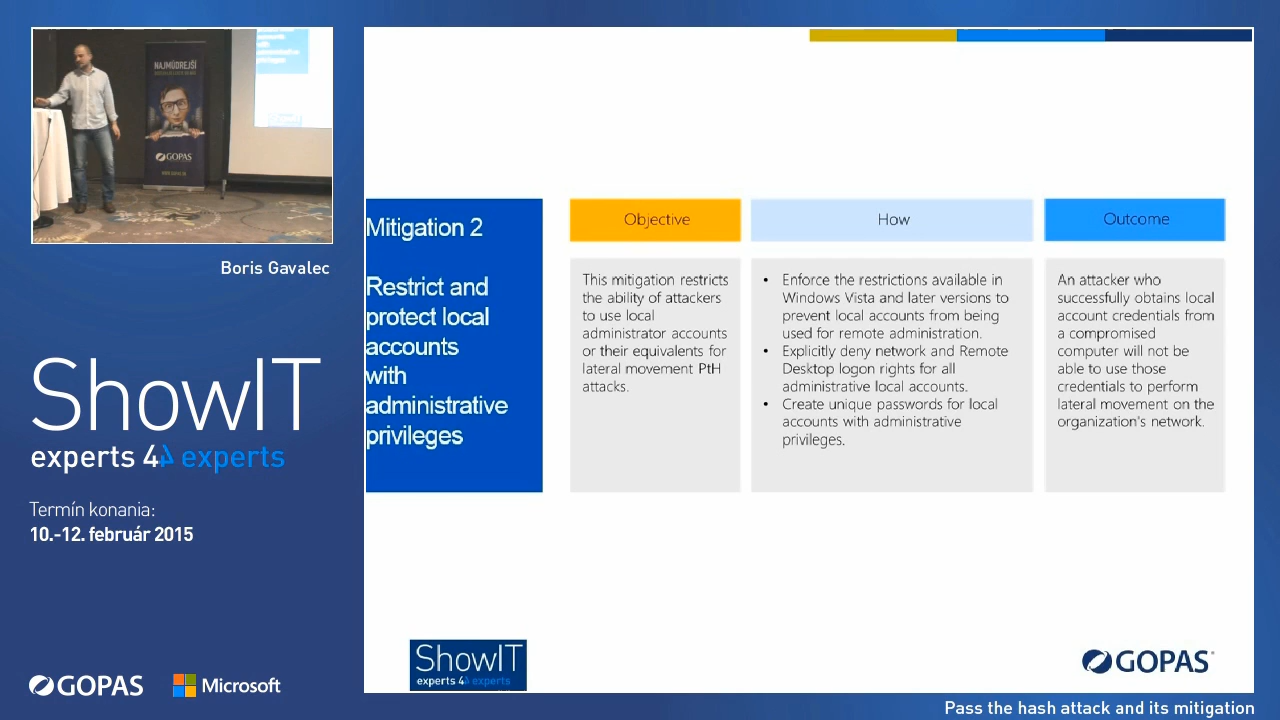 NAJMÚDREJŠÍ
GOPAS
Boris Gavalec
ShowIT
experts 44 experts
Termín konania:
10.-12. február 2015
GOPAS
Microsoft
Mitigation 2
Restrict and
protect local
accounts
with
administrative
privileges
Objective
This mitigation restricts
the ability of attackers
to use local
administrator accounts
or their equivalents for
lateral movement PtH
attacks.
How
• Enforce the restrictions available in
Windows Vista and later versions to
prevent local accounts from being
used for remote administration.
• Explicitly deny network and Remote
Desktop logon rights for all
administrative local accounts.
• Create unique passwords for local
accounts with administrative
privileges.
Outcome
An attacker who
successfully obtains local
account credentials from
a compromised
computer will not be
able to use those
credentials to perform
lateral movement on the
organization's network.
ShowIT
experts 44 experts
GOPAS
Pass the hash attack and its mitigation